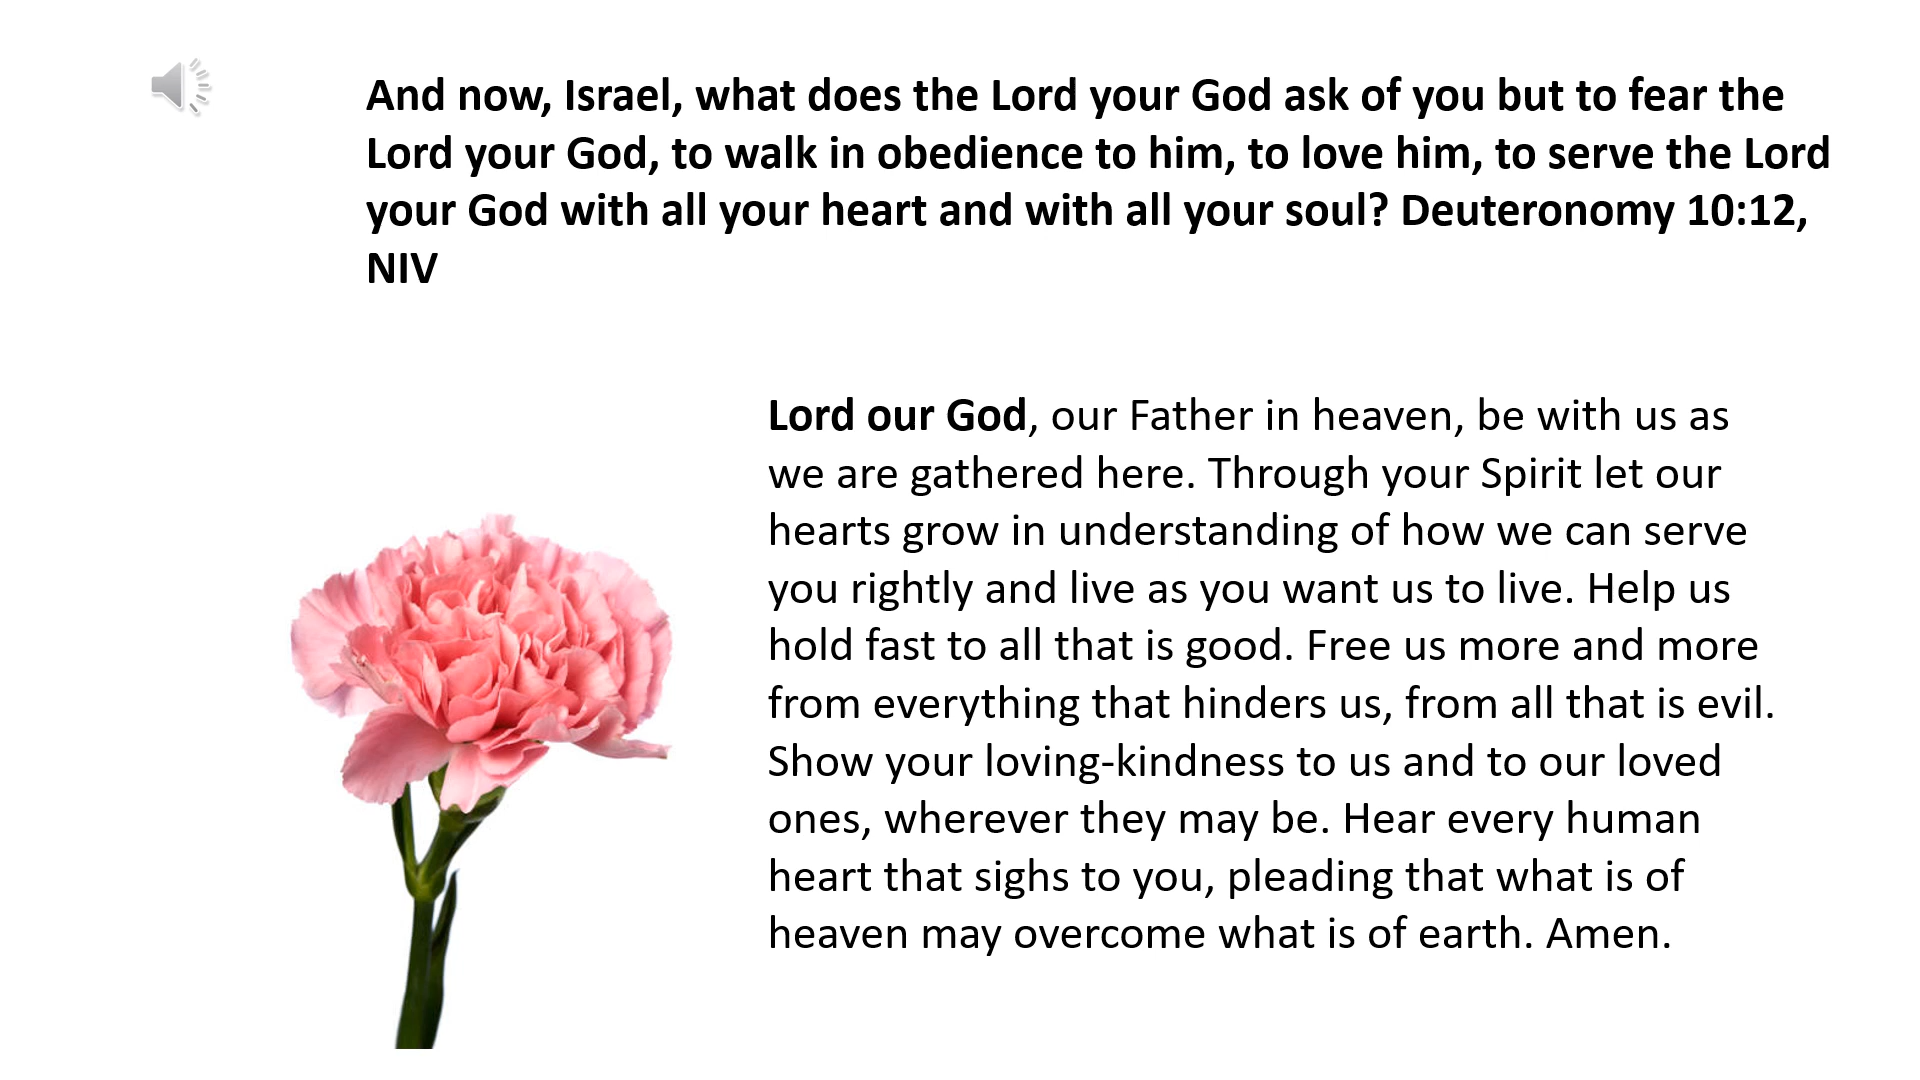 And now, Israel, what does the Lord your God ask of you but to fear the
Lord your God, to walk in obedience to him, to love him, to serve the Lord
your God with all your heart and with all your soul? Deuteronomy 10:12,
NIV
Lord our God, our Father in heaven, be with us as
we are gathered here. Through your Spirit let our
hearts grow in understanding of how we can serve
you rightly and live as you want us to live. Help us
hold fast to all that is good. Free us more and more
from everything that hinders us, from all that is evil.
Show your loving-kindness to us and to our loved
ones, wherever they may be. Hear every human
heart that sighs to you, pleading that what is of
heaven may overcome what is of earth. Amen.